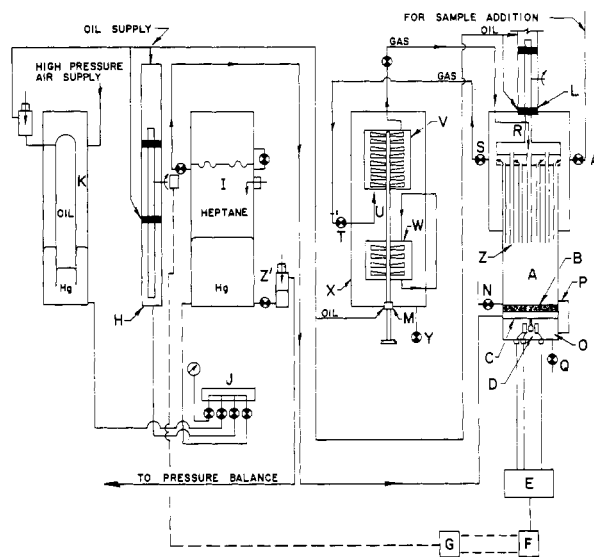 FOR SAMPLE ADDITION
OIL SUPPLY
OIL
GAS
HIGH PRESSURE
AIR SUPPLY
GAS
L
V
R
S
A
K
I
U
OIL
HEPTANE
T
W
Z
A
B
Z'
X
N
P
Hg
Hg
H
OIL
M
Y
C
D
O
Q
J
TO PRESSURE BALANCE
E
G
F